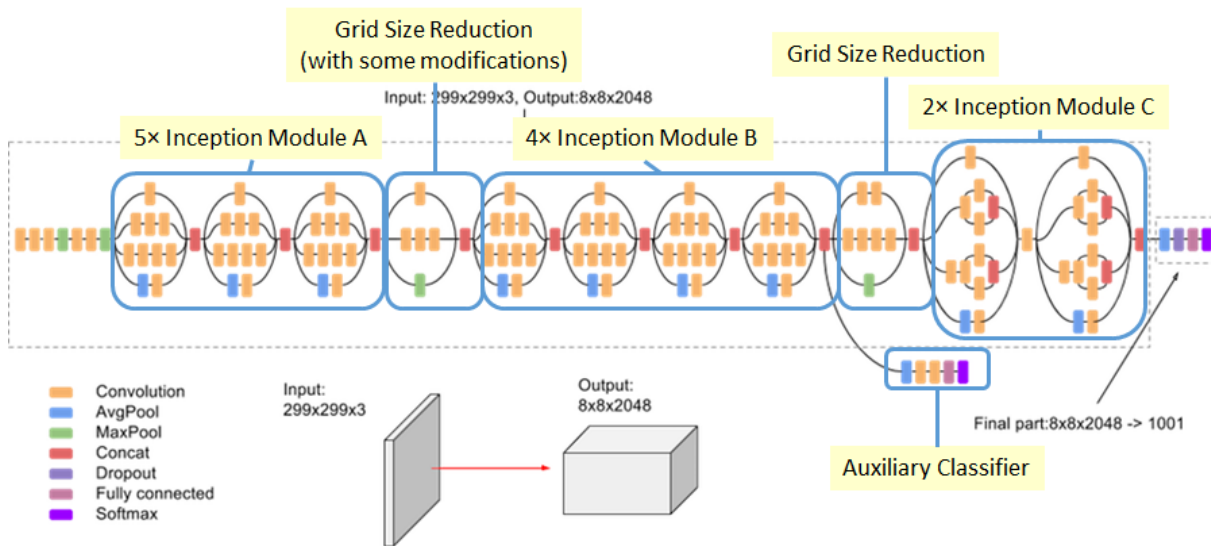 Grid Size Reduction
(with some modifications)
Grid Size Reduction
Input: 299x299x3, Output:8x8x2048
2× Inception Module C
5× Inception Module A
4× Inception Module B
Convolution
AvgPool
MaxPool
Concat
Dropout
Fully connected
Softmax
Input:
299x299x3
Output:
8x8x2048
Final part:8x8x2048 -> 1001
Auxiliary Classifier